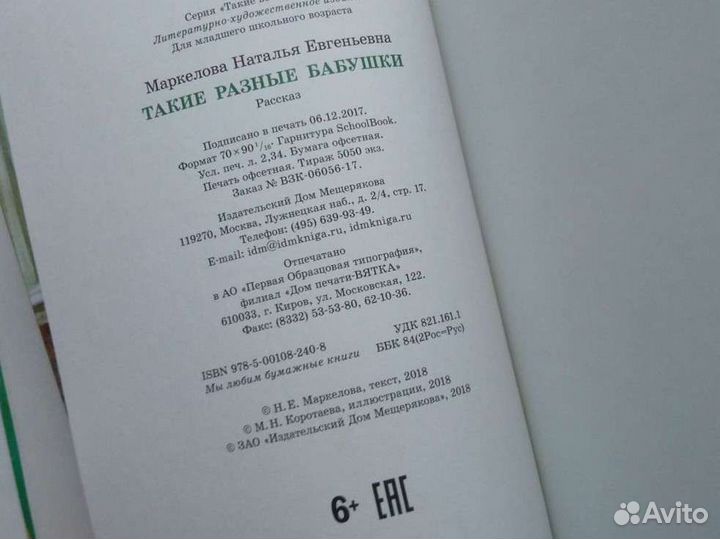 Серия «Такие
Литературно-художественное
Для младшего школьного возраста
Маркелова Наталья Евгеньевна
ТАКИЕ РАЗНЫЕ БАБУШКИ
Рассказ
Подписано в печать 06.12.2017.
Формат 70×90 1/16. Гарнитура SchoolBook.
Усл. печ. л. 2,34. Бумага офсетная.
Печать офсетная. Тираж 5050 экз.
Заказ № ВЗК-06056-17.
Издательский Дом Мещерякова
119270, Москва, Лужнецкая наб., д. 2/4, стр. 17.
Телефон: (495) 639-93-49.
E-mail: idm@idmkniga.ru, idmkniga.ru
Отпечатано
в АО «Первая Образцовая типография»,
филиал «Дом печати-ВЯТКА»
610033, г. Киров, ул. Московская, 122.
Факс: (8332) 53-53-80, 62-10-36.
УДК 821.161.1
ББК 84(2Рос=Рус)
ISBN 978-5-00108-240-8
Мы любим бумажные книги
© Н. Е. Маркелова, текст, 2018
© М. Н. Коротаева, иллюстрации, 2018
© ЗАО «Издательский Дом Мещерякова», 2018
6+ EAC
Avito